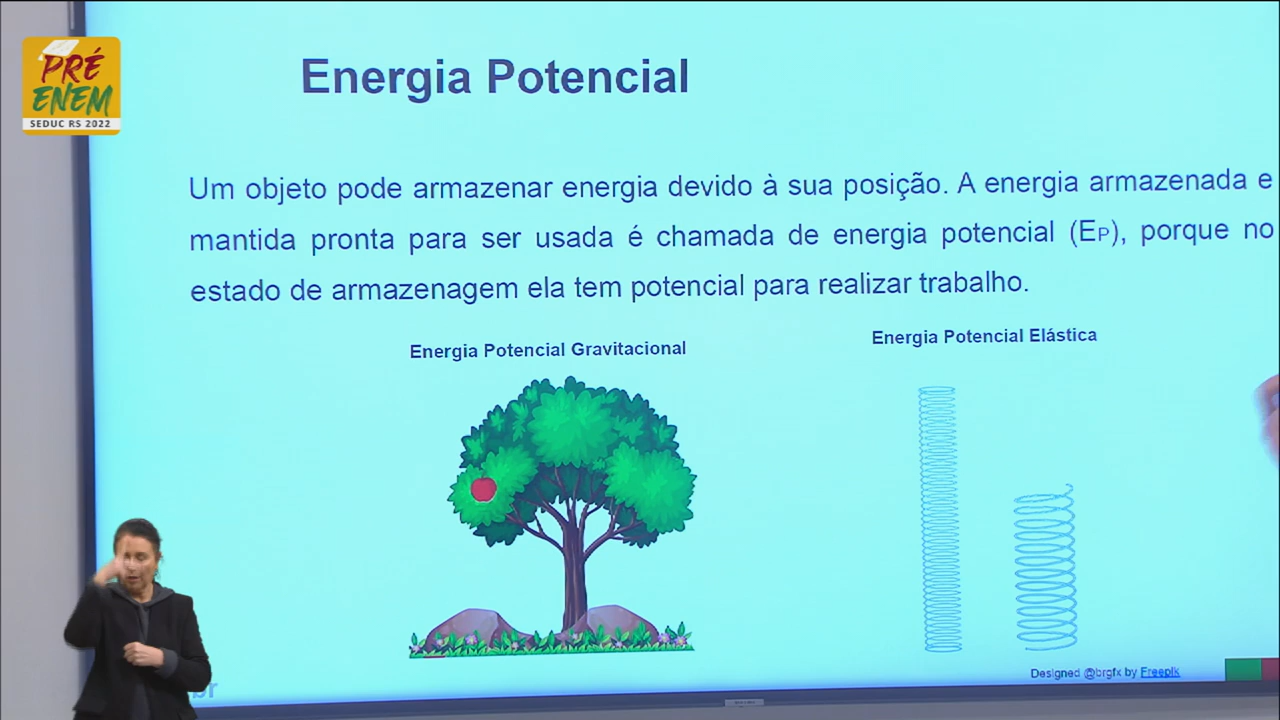 PRÉ
ENEM
SEDUC RS 2022
Energia Potencial
Um objeto pode armazenar energia devido à sua posição. A energia armazenada e
mantida pronta para ser usada é chamada de energia potencial (EP), porque no
estado de armazenagem ela tem potencial para realizar trabalho.
Energia Potencial Gravitacional
Energia Potencial Elástica
Designed @brgfx by Freepik
br